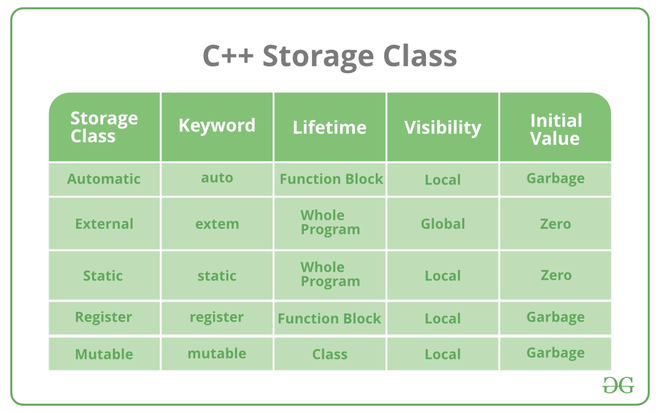 C++ Storage Class
Storage
Class
Keyword
Lifetime
Visibility
Initial
Value
Automatic
auto
Function Block
Local
Garbage
External
extem
Whole
Program
Global
Zero
Static
static
Whole
Program
Local
Zero
Register
register
Function Block
Local
Garbage
Mutable
mutable
Class
Local
Garbage